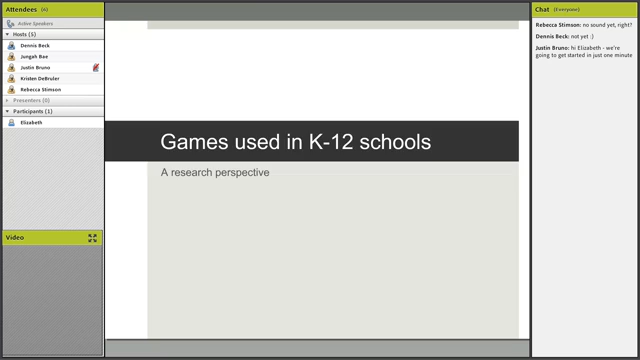 Attendees (6)
Active Speakers
Hosts (5)
Dennis Beck
Jungah Bae
Justin Bruno
Kristen DeBruler
Rebecca Stimson
Presenters (0)
Participants (1)
Elizabeth
Video
Games used in K-12 schools
A research perspective
Chat (Everyone)
Rebecca Stimson: no sound yet, right?
Dennis Beck: not yet :)
Justin Bruno: hi Elizabeth - we're
going to get started in just one minute